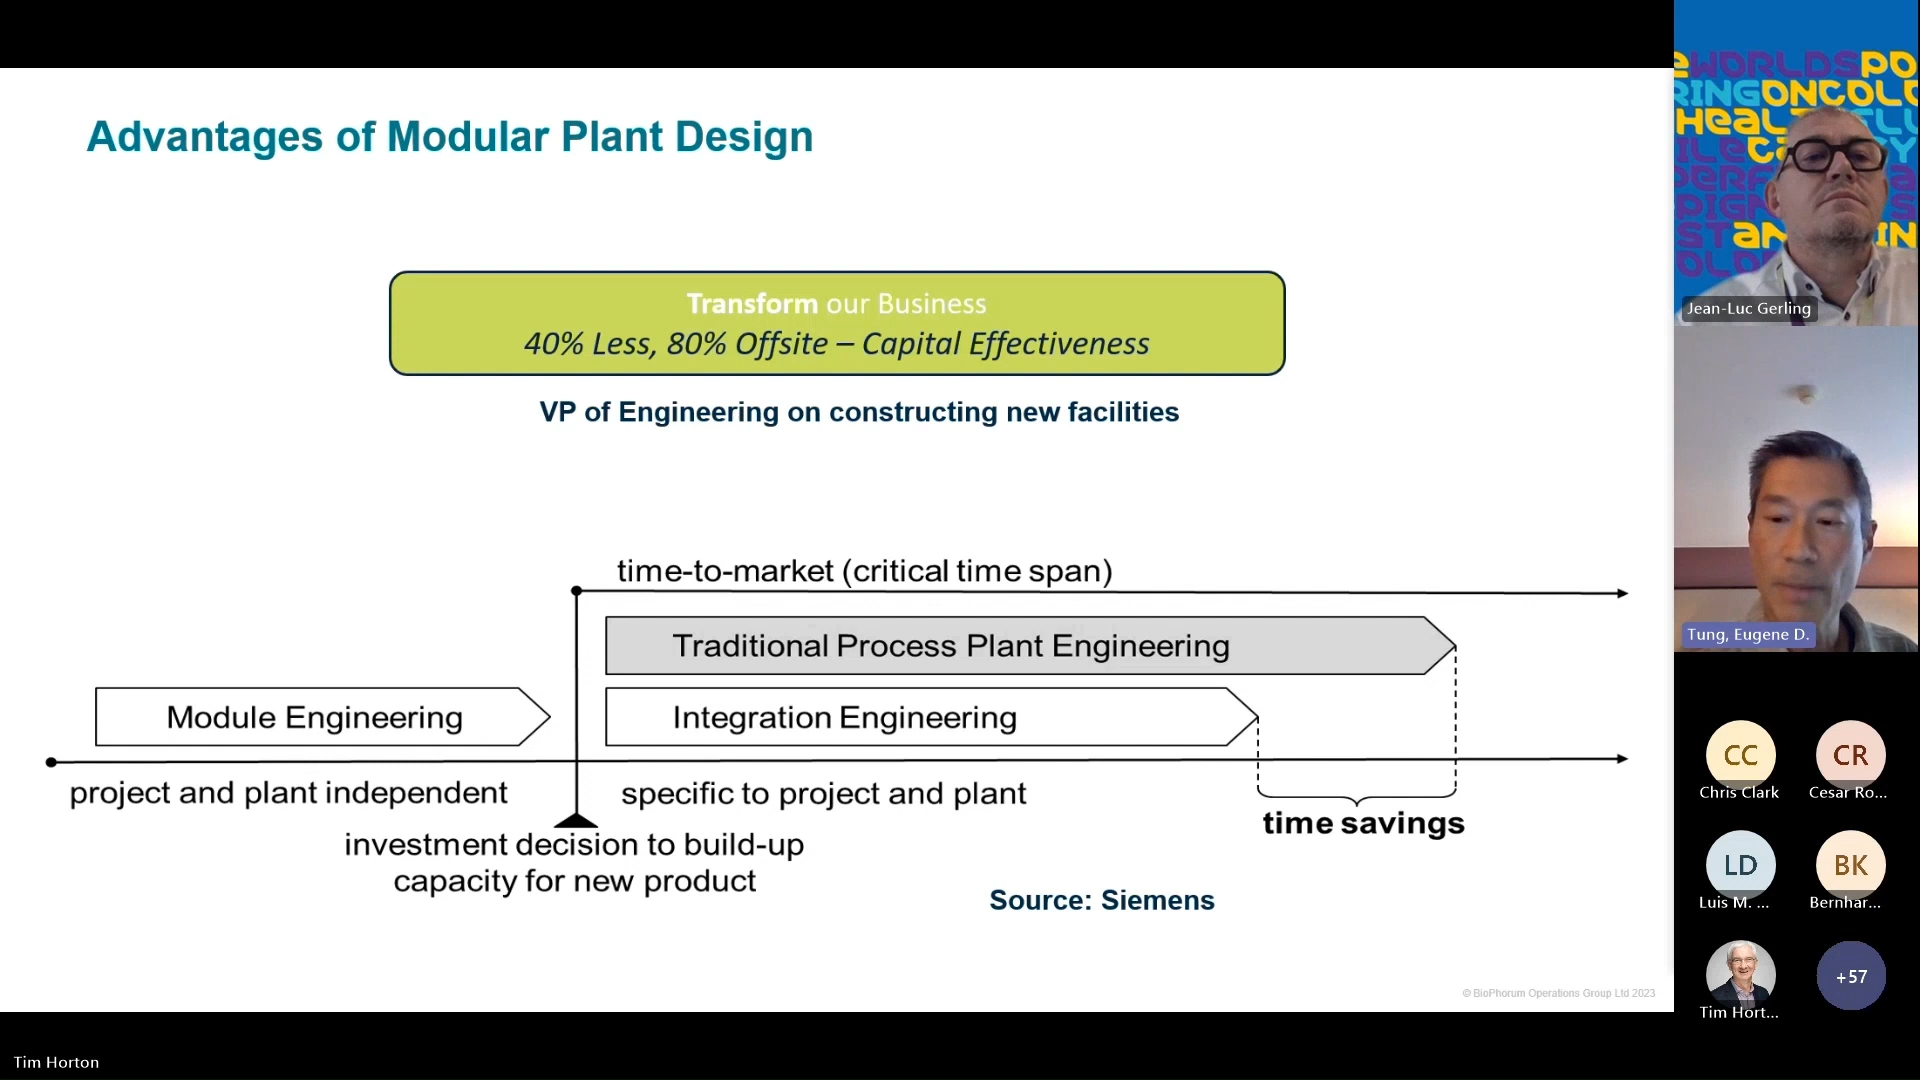 Advantages of Modular Plant Design
Transform our Business
40% Less, 80% Offsite – Capital Effectiveness
VP of Engineering on constructing new facilities
time-to-market (critical time span)
Traditional Process Plant Engineering
Module Engineering
Integration Engineering
project and plant independent
specific to project and plant
time savings
investment decision to build-up
capacity for new product
Source: Siemens
© BioPhorum Operations Group Ltd 2023
Tim Horton
Jean-Luc Gerling
Tung, Eugene D.
CC
Chris Clark
CR
Cesar Ro...
LD
Luis M. ...
BK
Bernhar...
Tim Hort...
+57